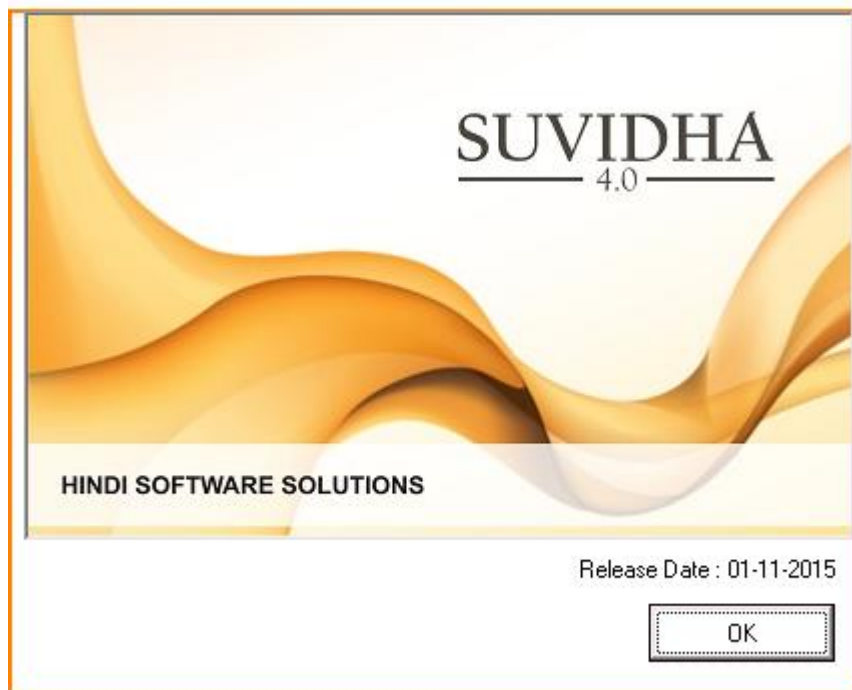 SUVIDHA
4.0
HINDI SOFTWARE SOLUTIONS
Release Date : 01-11-2015
OK